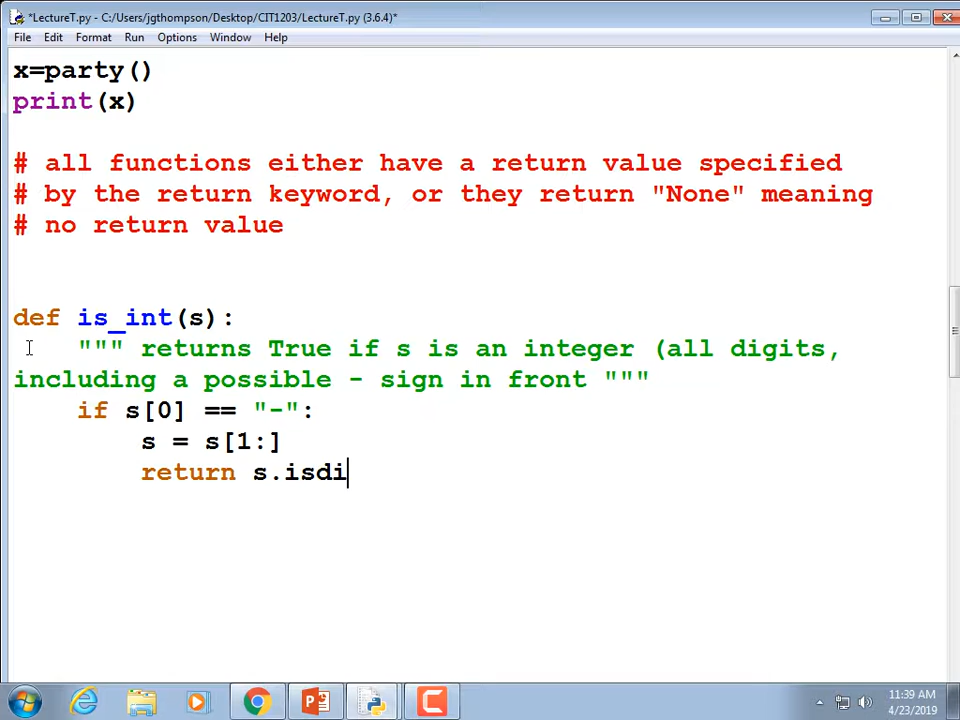 *LectureT.py - C:/Users/jgthompson/Desktop/CIT1203/LectureT.py (3.6.4)*
File Edit Format Run Options Window Help
x=party()
print(x)
# all functions either have a return value specified
# by the return keyword, or they return "None" meaning
# no return value
def is_int(s):
    """ returns True if s is an integer (all digits,
including a possible - sign in front """
    if s[0] == "-":
        s = s[1:]
        return s.isdi
11:39 AM
4/23/2019